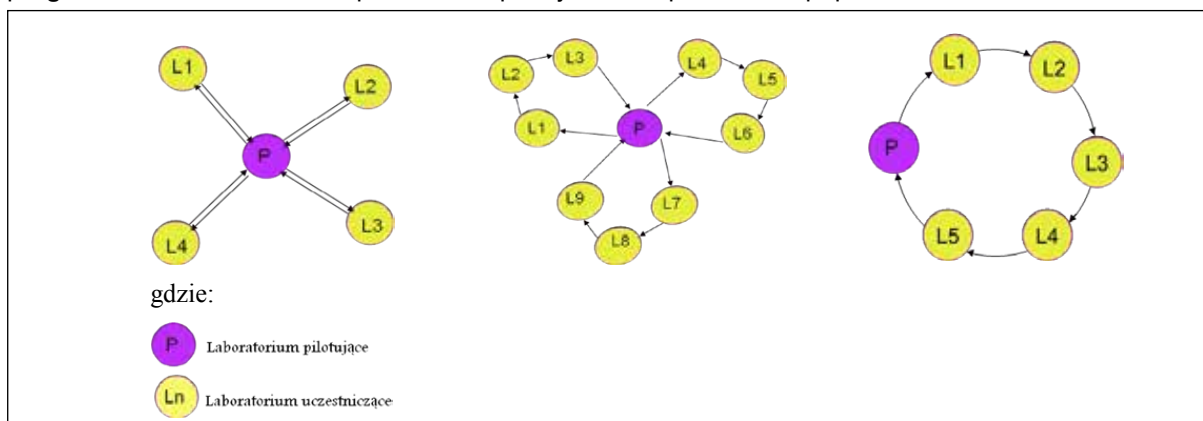 L1
L2
P
L4
L3
L3
L2
L1
L4
L5
L6
P
L9
L7
L8
L1
L2
P
L3
L5
L4
gdzie:
P Laboratorium pilotujące
Ln Laboratorium uczestniczące